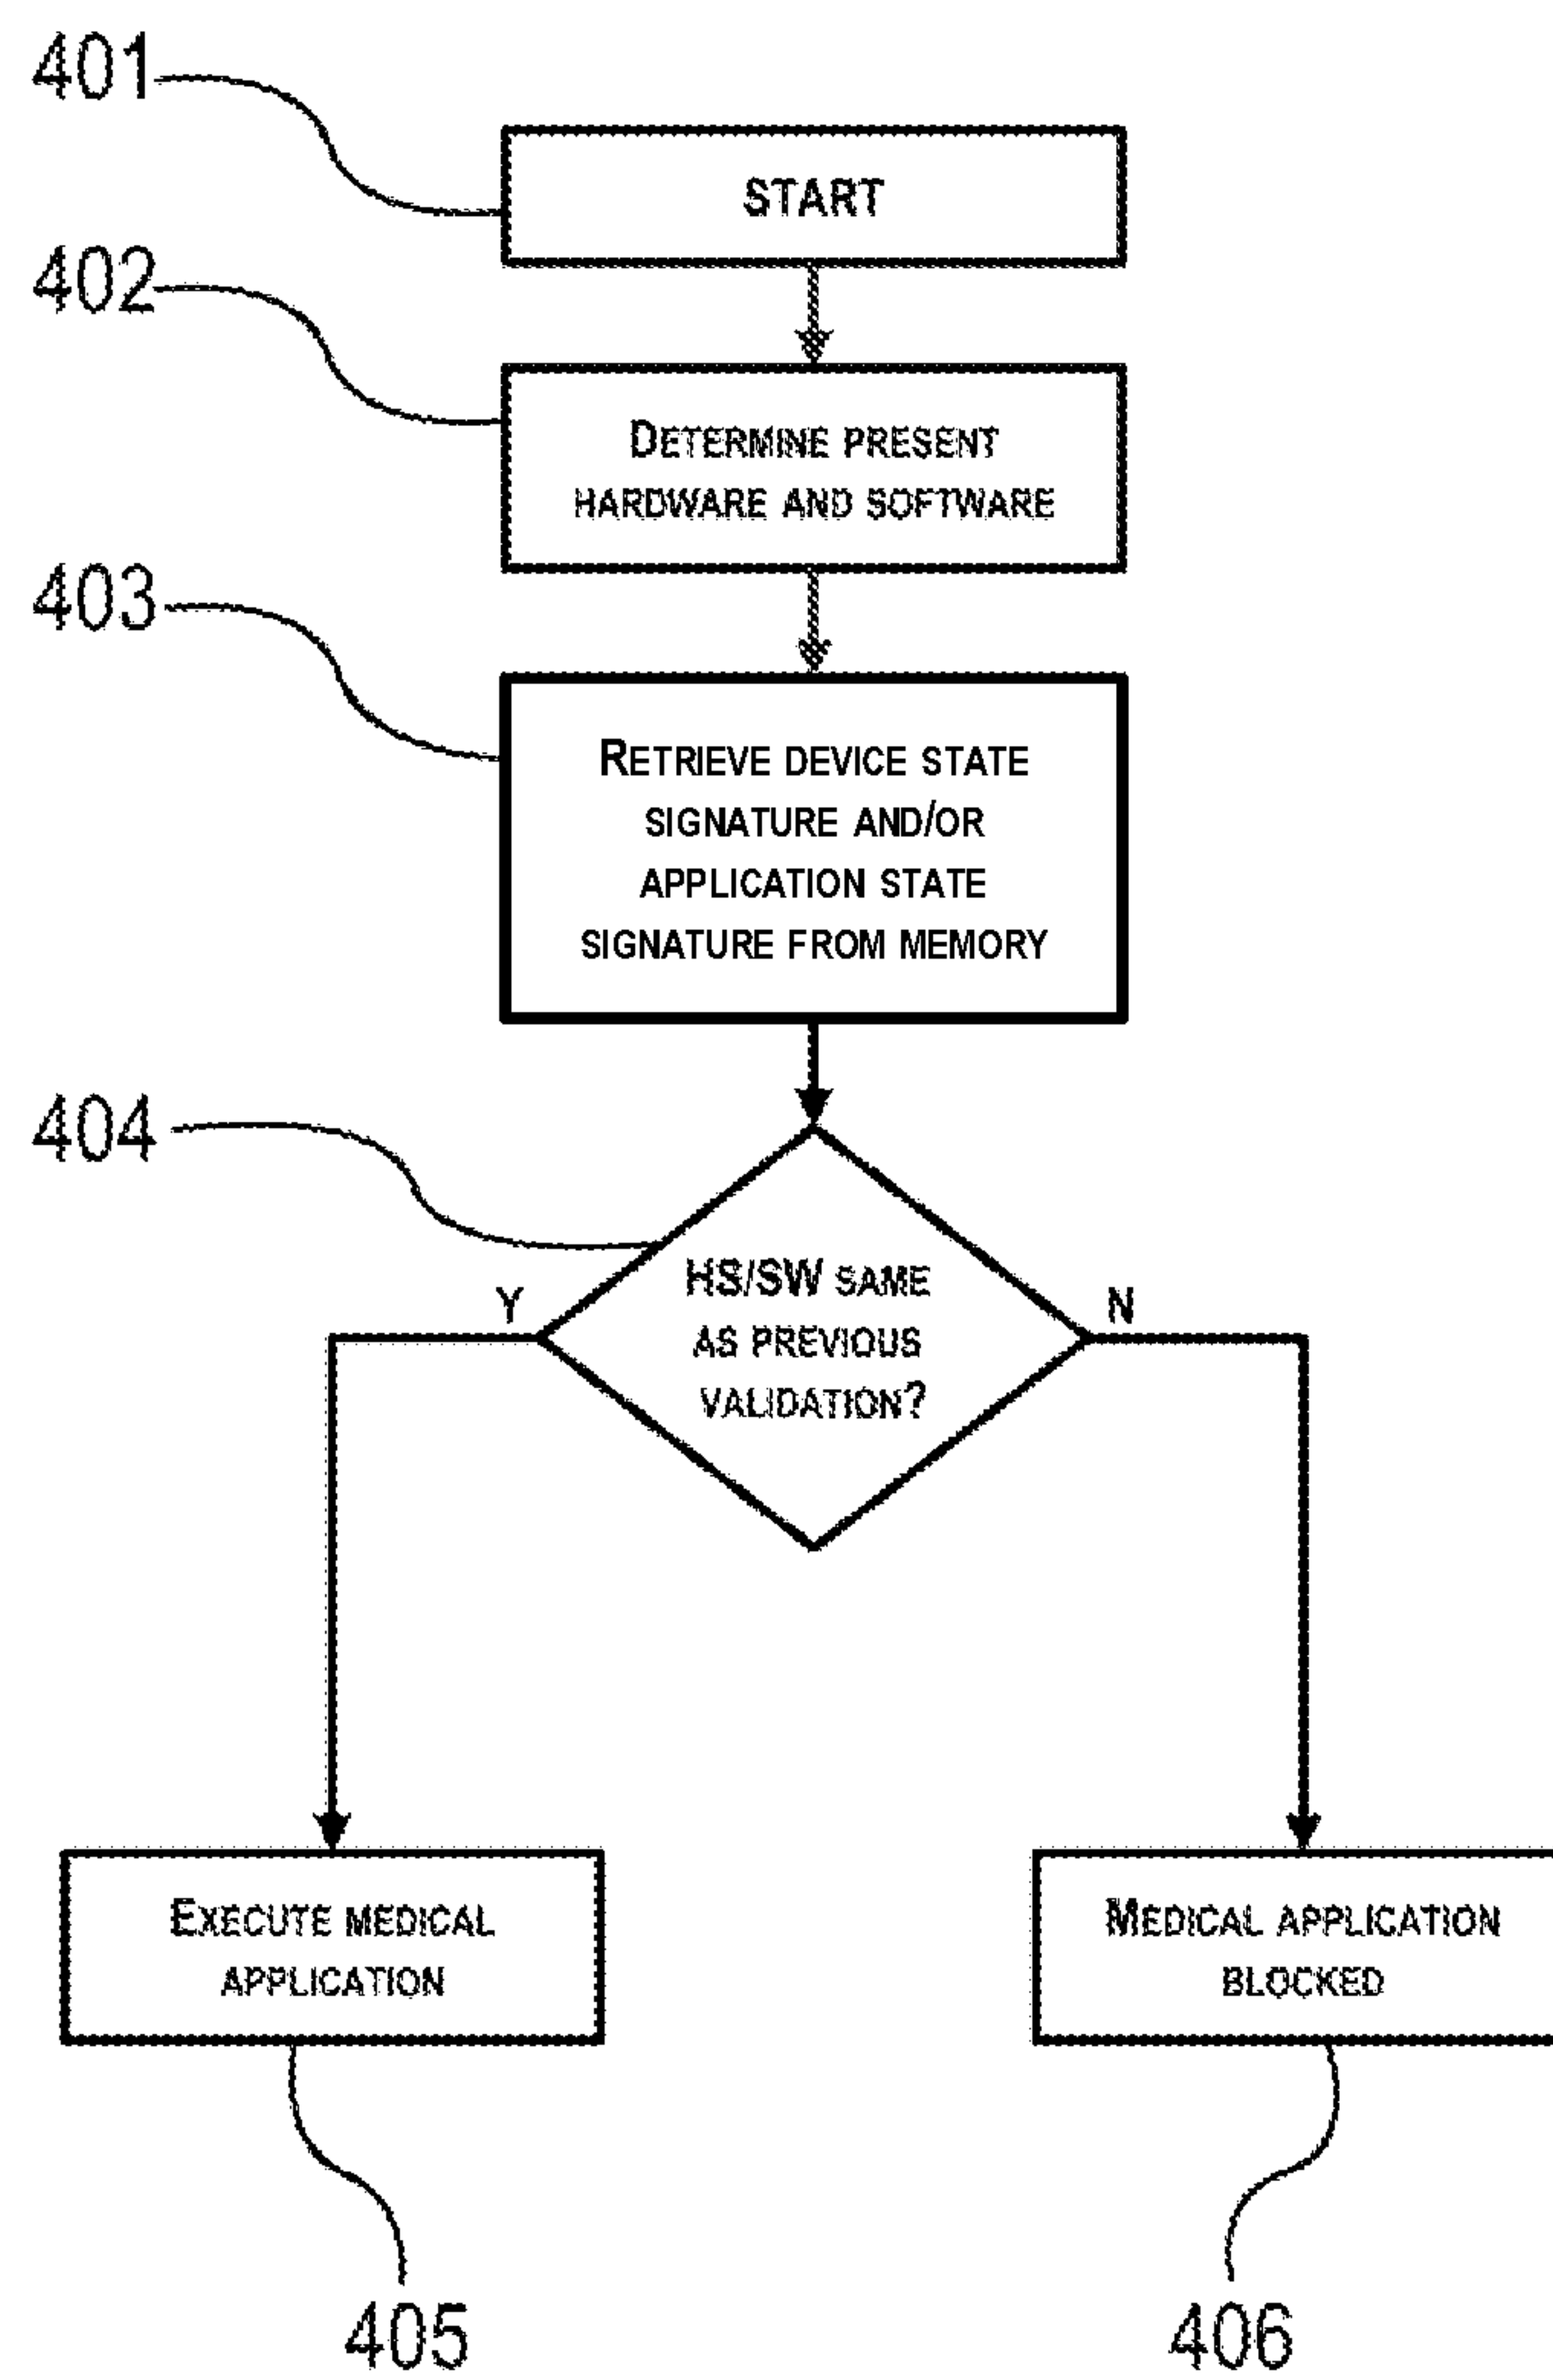 401
START
402
DETERMINE PRESENT
HARDWARE AND SOFTWARE
403
RETRIEVE DEVICE STATE
SIGNATURE AND/OR
APPLICATION STATE
SIGNATURE FROM MEMORY
404
HS/SW SAME
AS PREVIOUS
VALIDATION?
Y
N
EXECUTE MEDICAL
APPLICATION
MEDICAL APPLICATION
BLOCKED
405
406